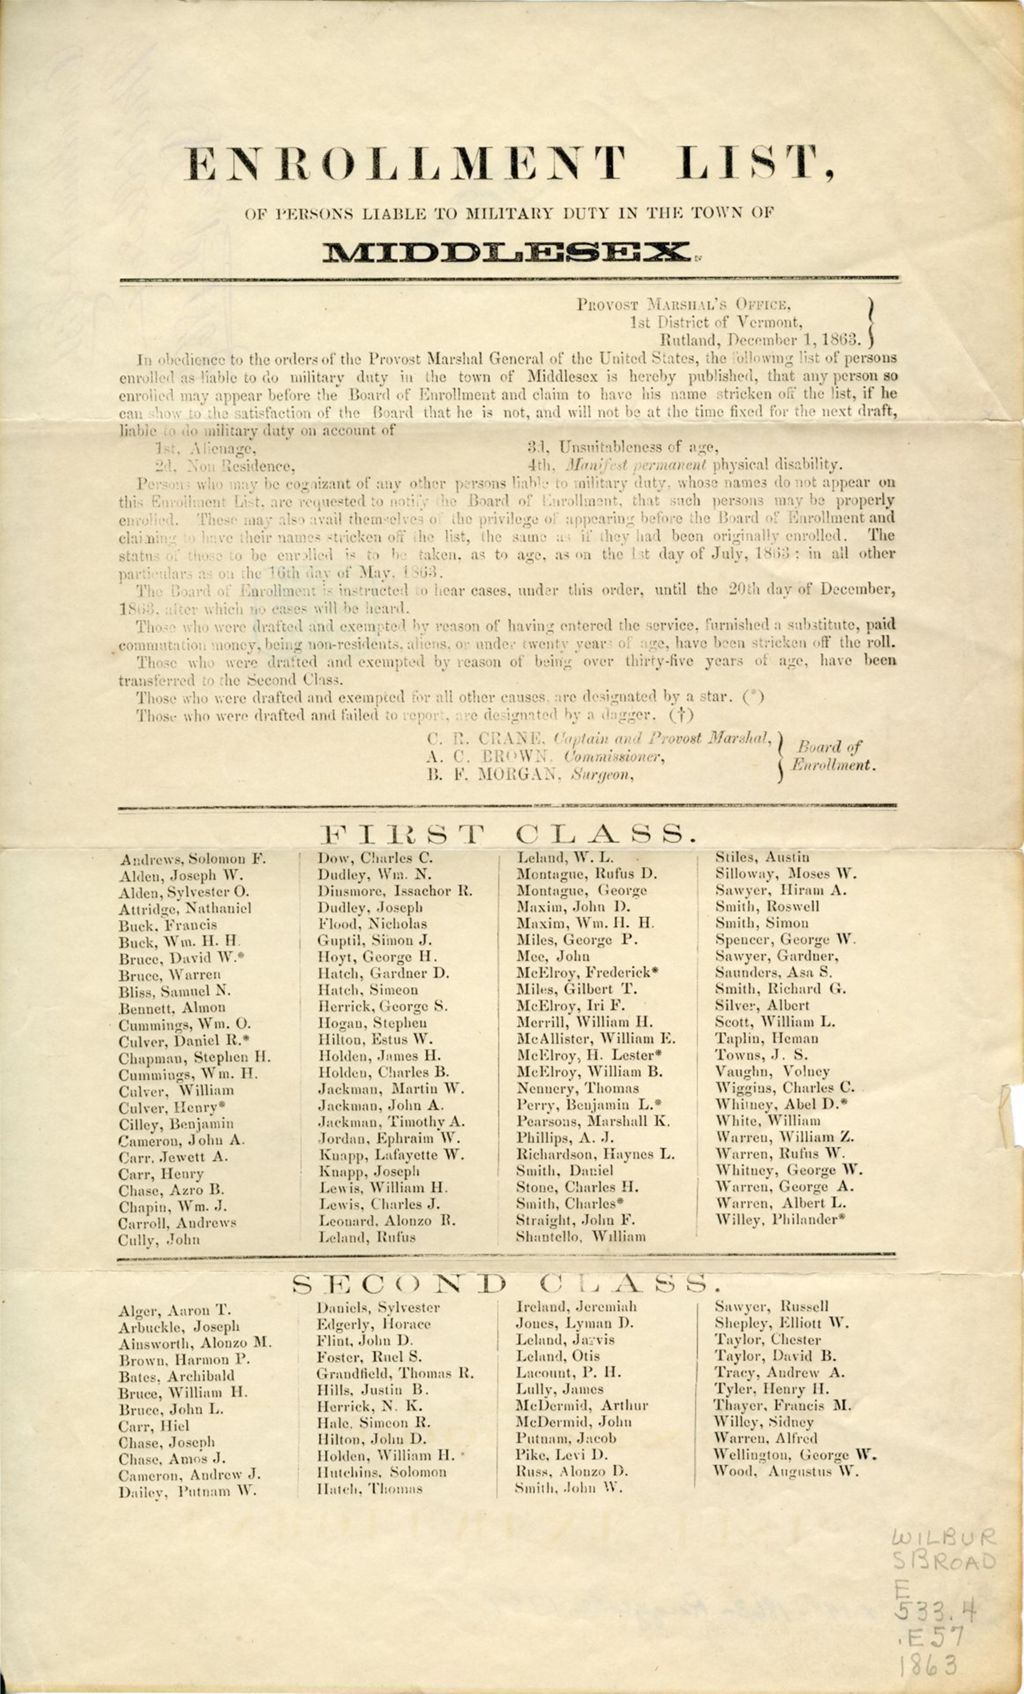 ENROLLMENT LIST,
OF PERSONS LIABLE TO MILITARY DUTY IN THE TOWN OF
MIDDLESEX.
PROVOST MARSHAL'S OFFICE,
1st District of Vermont,
Rutland, December 1, 1863.
In obedience to the orders of the Provost Marshal General of the United States, the following list of persons
enrolled as liable to do military duty in the town of Middlesex is hereby published, that any person so
enrolled may appear before the Board of Enrollment and claim to have his name stricken off the list, if he
can show to the satisfaction of the Board that he is not, and will not be at the time fixed for the next draft,
liable to do military duty on account of
1st, Alienage,
2d, Non Residence,
3d, Unsuitableness of age,
4th, Manifest permanent physical disability.
Persons who may be cognizant of any other persons liable to military duty, whose names do not appear on
this Enrollment List, are requested to notify the Board of Enrollment, that such persons may be properly
enrolled. These may also avail themselves of the privilege of appearing before the Board of Enrollment and
claiming to have their names stricken off the list, the same as if they had been originally enrolled. The
status of those to be enrolled is to be taken, as to age, as on the 1st day of July, 1863 ; in all other
particulars as on the 16th day of May, 1863.
The Board of Enrollment is instructed to hear cases, under this order, until the 20th day of December,
1863, after which no cases will be heard.
Those who were drafted and exempted by reason of having entered the service, furnished a substitute, paid
commutation money, being non-residents, aliens, or under twenty years of age, have been stricken off the roll.
Those who were drafted and exempted by reason of being over thirty-five years of age, have been
transferred to the Second Class.
Those who were drafted and exempted for all other causes, are designated by a star. (*)
Those who were drafted and failed to report, are designated by a dagger. (†)
C. R. CRANE, Captain and Provost Marshal,
A. C. BROWN, Commissioner,
B. F. MORGAN, Surgeon,
Board of
Enrollment.
FIRST CLASS.
Andrews, Solomon F.
Alden, Joseph W.
Alden, Sylvester O.
Attridge, Nathaniel
Buck, Francis
Buck, Wm. H. H.
Bruce, David W.*
Bruce, Warren
Bliss, Samuel N.
Bennett, Almon
Cummings, Wm. O.
Culver, Daniel R.*
Chapman, Stephen H.
Cummings, Wm. H.
Culver, William
Culver, Henry*
Cilley, Benjamin
Cameron, John A.
Carr, Jewett A.
Carr, Henry
Chase, Azro B.
Chapin, Wm. J.
Carroll, Andrews
Cully, John
Dow, Charles C.
Dudley, Wm. N.
Dinsmore, Issachor R.
Dudley, Joseph
Flood, Nicholas
Guptil, Simon J.
Hoyt, George H.
Hatch, Gardner D.
Hatch, Simeon
Herrick, George S.
Hogan, Stephen
Hilton, Estus W.
Holden, James H.
Holden, Charles B.
Jackman, Martin W.
Jackman, John A.
Jackman, Timothy A.
Jordan, Ephraim W.
Knapp, Lafayette W.
Knapp, Joseph
Lewis, William H.
Lewis, Charles J.
Leonard, Alonzo R.
Leland, Rufus
Leland, W. L.
Montague, Rufus D.
Montague, George
Maxim, John D.
Maxim, Wm. H. H.
Miles, George P.
Mee, John
McElroy, Frederick*
Miles, Gilbert T.
McElroy, Iri F.
Merrill, William H.
McAllister, William E.
McElroy, H. Lester*
McElroy, William B.
Nennery, Thomas
Perry, Benjamin L.*
Pearsons, Marshall K.
Phillips, A. J.
Richardson, Haynes L.
Smith, Daniel
Stone, Charles H.
Smith, Charles*
Straight, John F.
Shantello, William
Stiles, Austin
Silloway, Moses W.
Sawyer, Hiram A.
Smith, Roswell
Smith, Simon
Spencer, George W.
Sawyer, Gardner,
Saunders, Asa S.
Smith, Richard G.
Silver, Albert
Scott, William L.
Taplin, Heman
Towns, J. S.
Vaughn, Volney
Wiggins, Charles C.
Whitney, Abel D.*
White, William
Warren, William Z.
Warren, Rufus W.
Whitney, George W.
Warren, George A.
Warren, Albert L.
Willey, Philander*
SECOND CLASS.
Alger, Aaron T.
Arbuckle, Joseph
Ainsworth, Alonzo M.
Brown, Harmon P.
Bates, Archibald
Bruce, William H.
Bruce, John L.
Carr, Hiel
Chase, Joseph
Chase, Amos J.
Cameron, Andrew J.
Dailey, Putnam W.
Daniels, Sylvester
Edgerly, Horace
Flint, John D.
Foster, Ruel S.
Grandfield, Thomas R.
Hills, Justin B.
Herrick, N. K.
Hale, Simeon R.
Hilton, John D.
Holden, William H.
Hutchins, Solomon
Hatch, Thomas
Ireland, Jeremiah
Jones, Lyman D.
Leland, Jarvis
Leland, Otis
Lacount, P. H.
Lully, James
McDermid, Arthur
McDermid, John
Putnam, Jacob
Pike, Levi D.
Russ, Alonzo D.
Smith, John W.
Sawyer, Russell
Shepley, Elliott W.
Taylor, Chester
Taylor, David B.
Tracy, Andrew A.
Tyler, Henry H.
Thayer, Francis M.
Willey, Sidney
Warren, Alfred
Wellington, George W.
Wood, Augustus W.
WILBUR
SBROAD
E
533.4
.E57
1863